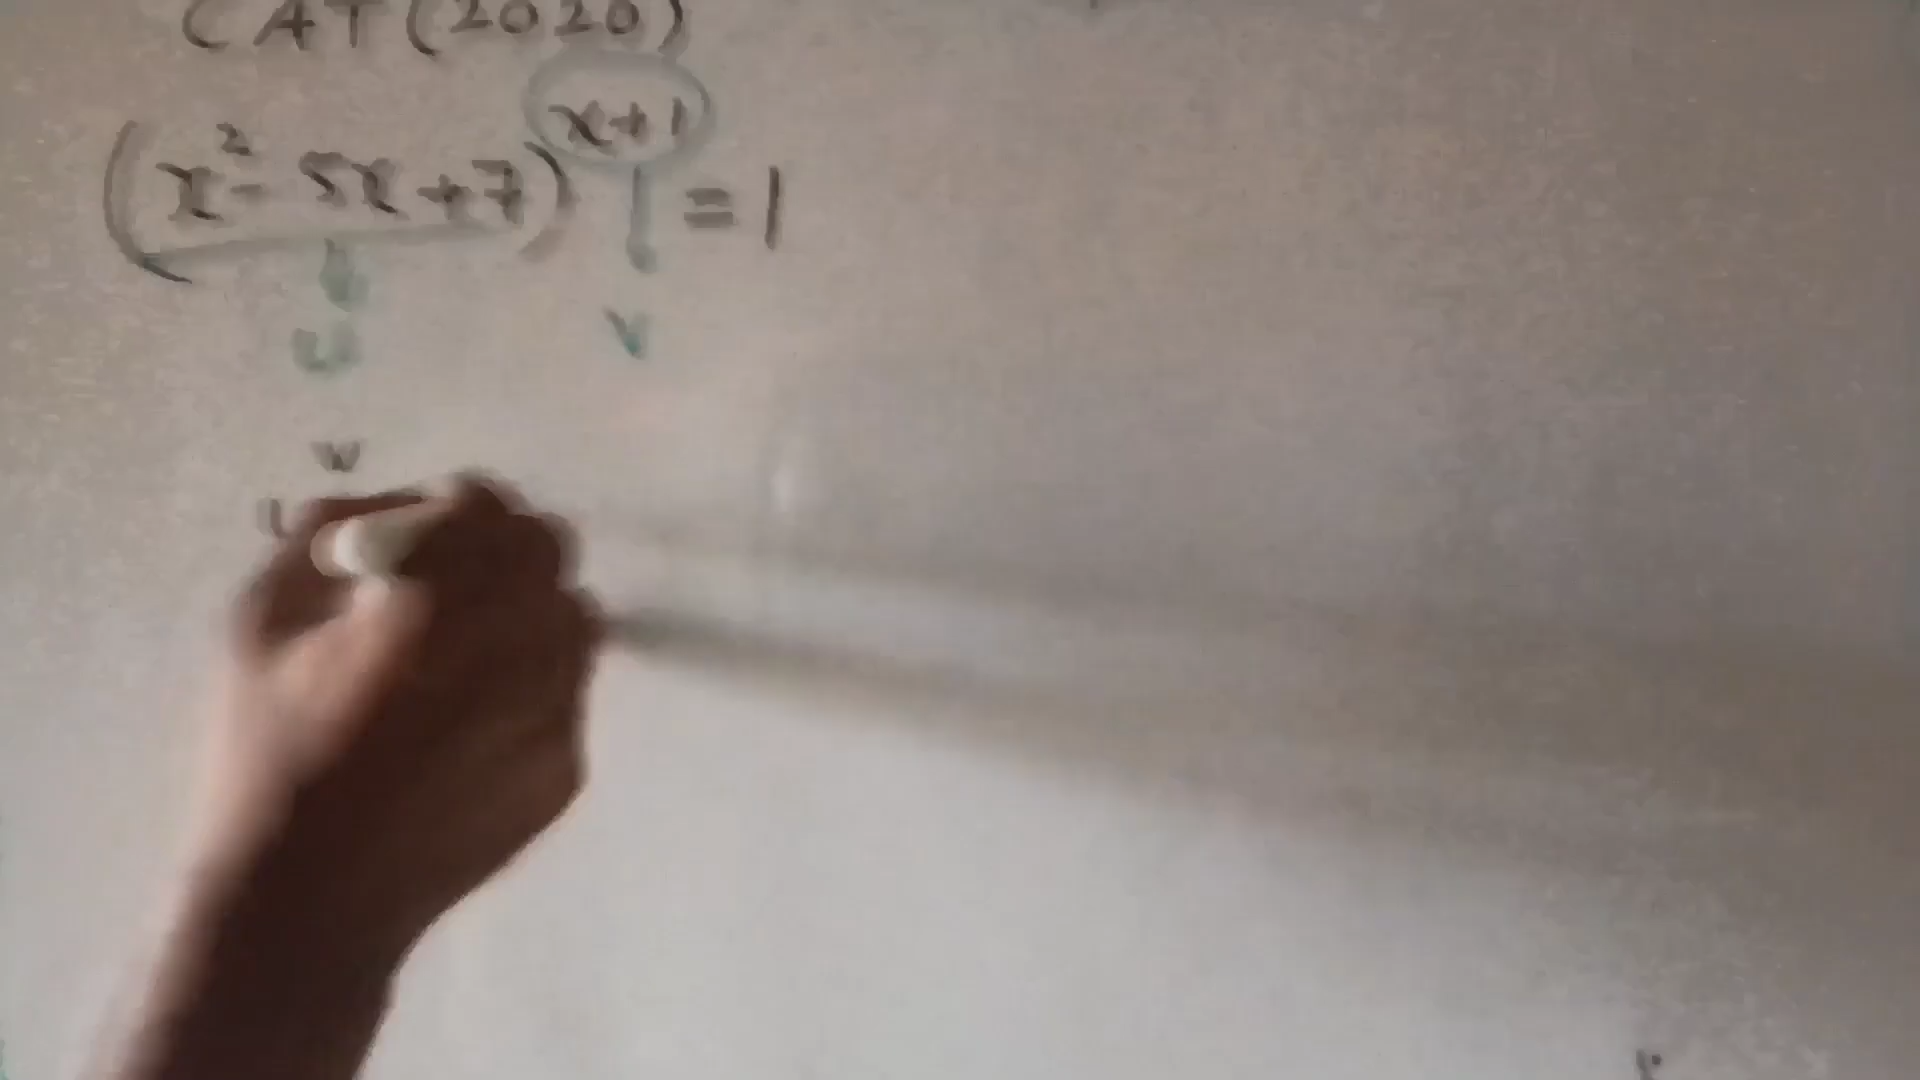 CAT (2020)
(x² - 5x + 7)ˣ⁺¹ = 1
u v